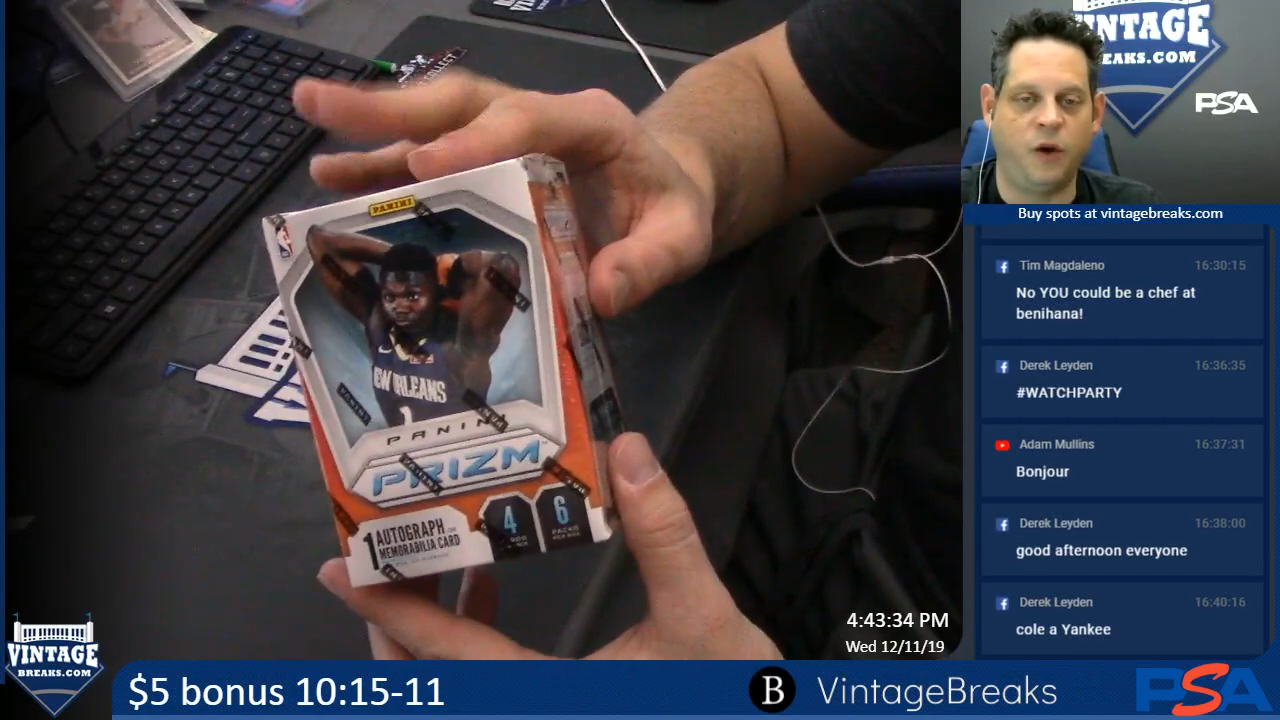 VINTAGE
BREAKS.COM
PSA
Buy spots at vintagebreaks.com
Tim Magdaleno 16:30:15
No YOU could be a chef at
benihana!
Derek Leyden 16:36:35
#WATCHPARTY
Adam Mullins 16:37:31
Bonjour
Derek Leyden 16:38:00
good afternoon everyone
Derek Leyden 16:40:16
cole a Yankee
PANINI
NEW ORLEANS
1
PANINI
PRIZM
1 AUTOGRAPH OR
MEMORABILIA CARD
4
6
PACKS
4:43:34 PM
Wed 12/11/19
VINTAGE
BREAKS.COM
$5 bonus 10:15-11
B VintageBreaks
PSA